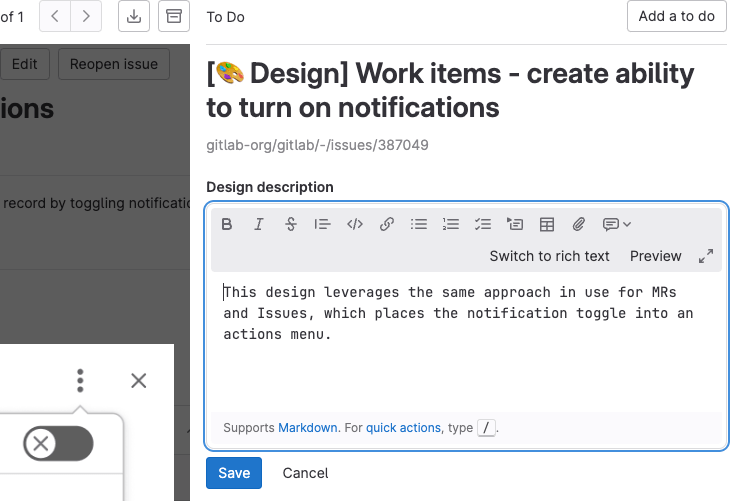 of 1
To Do
Add a to do
Edit
Reopen issue
ions
[🎨 Design] Work items - create ability
to turn on notifications
gitlab-org/gitlab/-/issues/387049
record by toggling notificatio
Design description
Switch to rich text
Preview
This design leverages the same approach in use for MRs
and Issues, which places the notification toggle into an
actions menu.
Supports Markdown. For quick actions, type /.
Save
Cancel